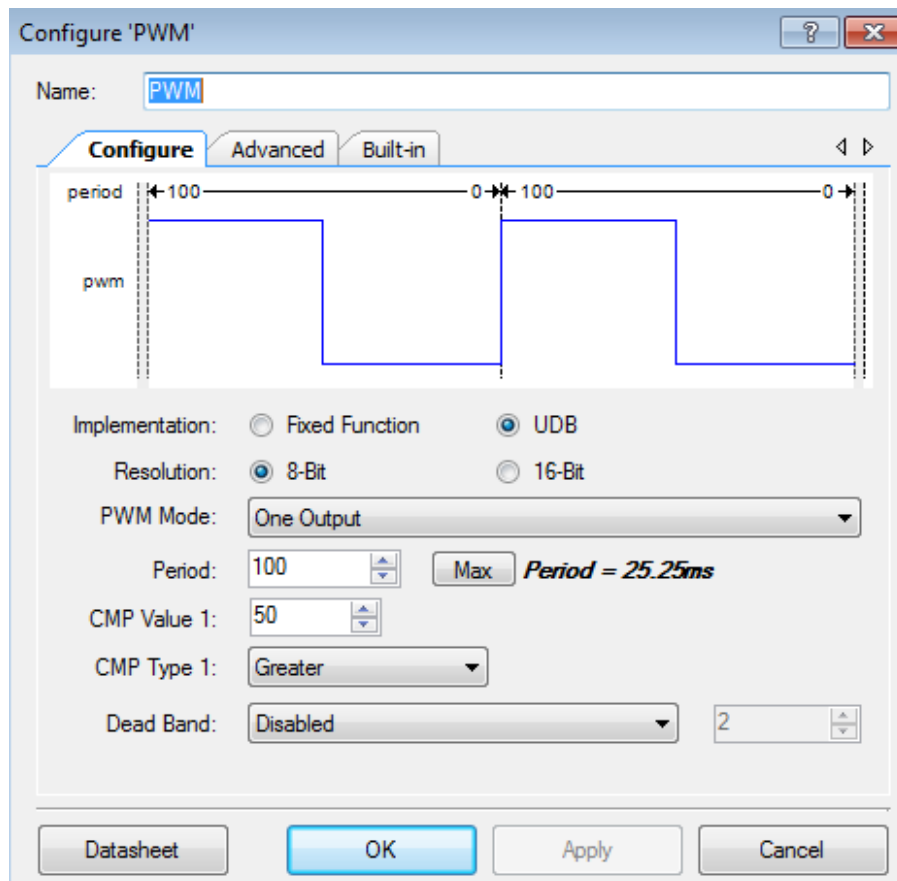 Configure 'PWM'
Name: PWM
Configure Advanced Built-in
period 100 0 100 0
pwm
Implementation: Fixed Function UDB
Resolution: 8-Bit 16-Bit
PWM Mode: One Output
Period: 100 Max Period = 25.25ms
CMP Value 1: 50
CMP Type 1: Greater
Dead Band: Disabled 2
Datasheet OK Apply Cancel